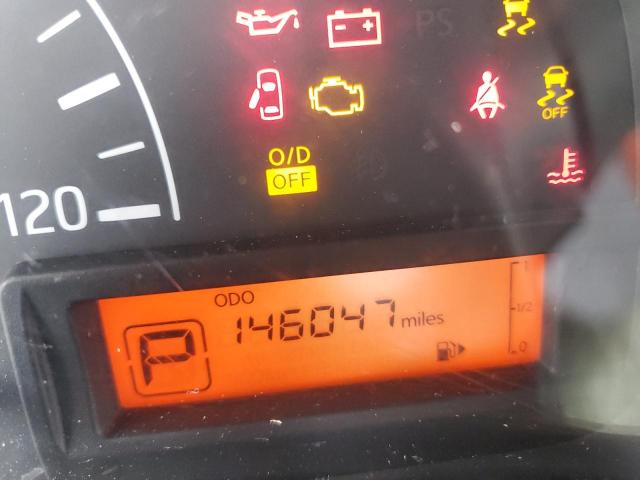 PS
OFF
O/D
OFF
120
ODO
146047 miles
P
1
1/2
0